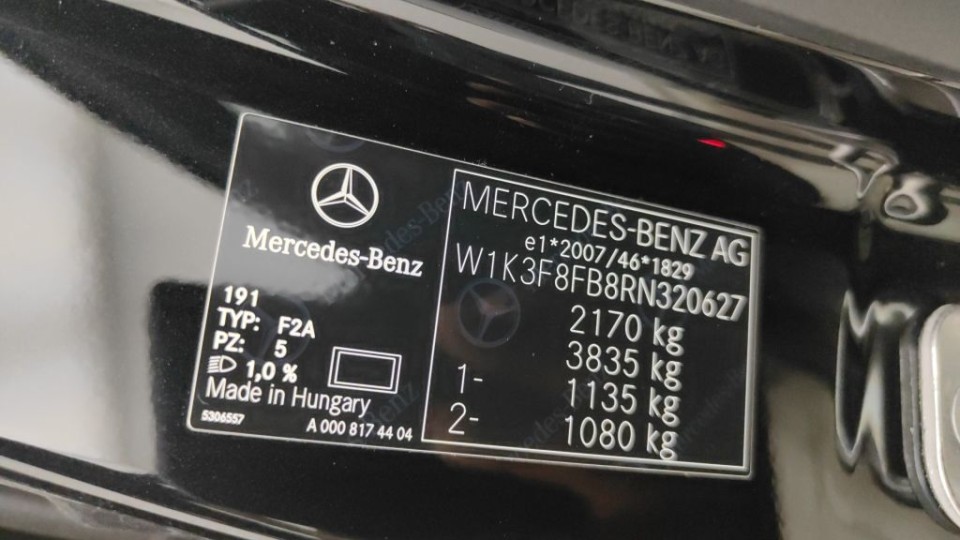 Mercedes-Benz
191
TYP: F2A
PZ: 5
1,0 %
Made in Hungary
5306557
A 000 817 44 04
MERCEDES-BENZ AG
e1*2007/46*1829
W1K3F8FB8RN320627
2170 kg
3835 kg
1- 1135 kg
2- 1080 kg